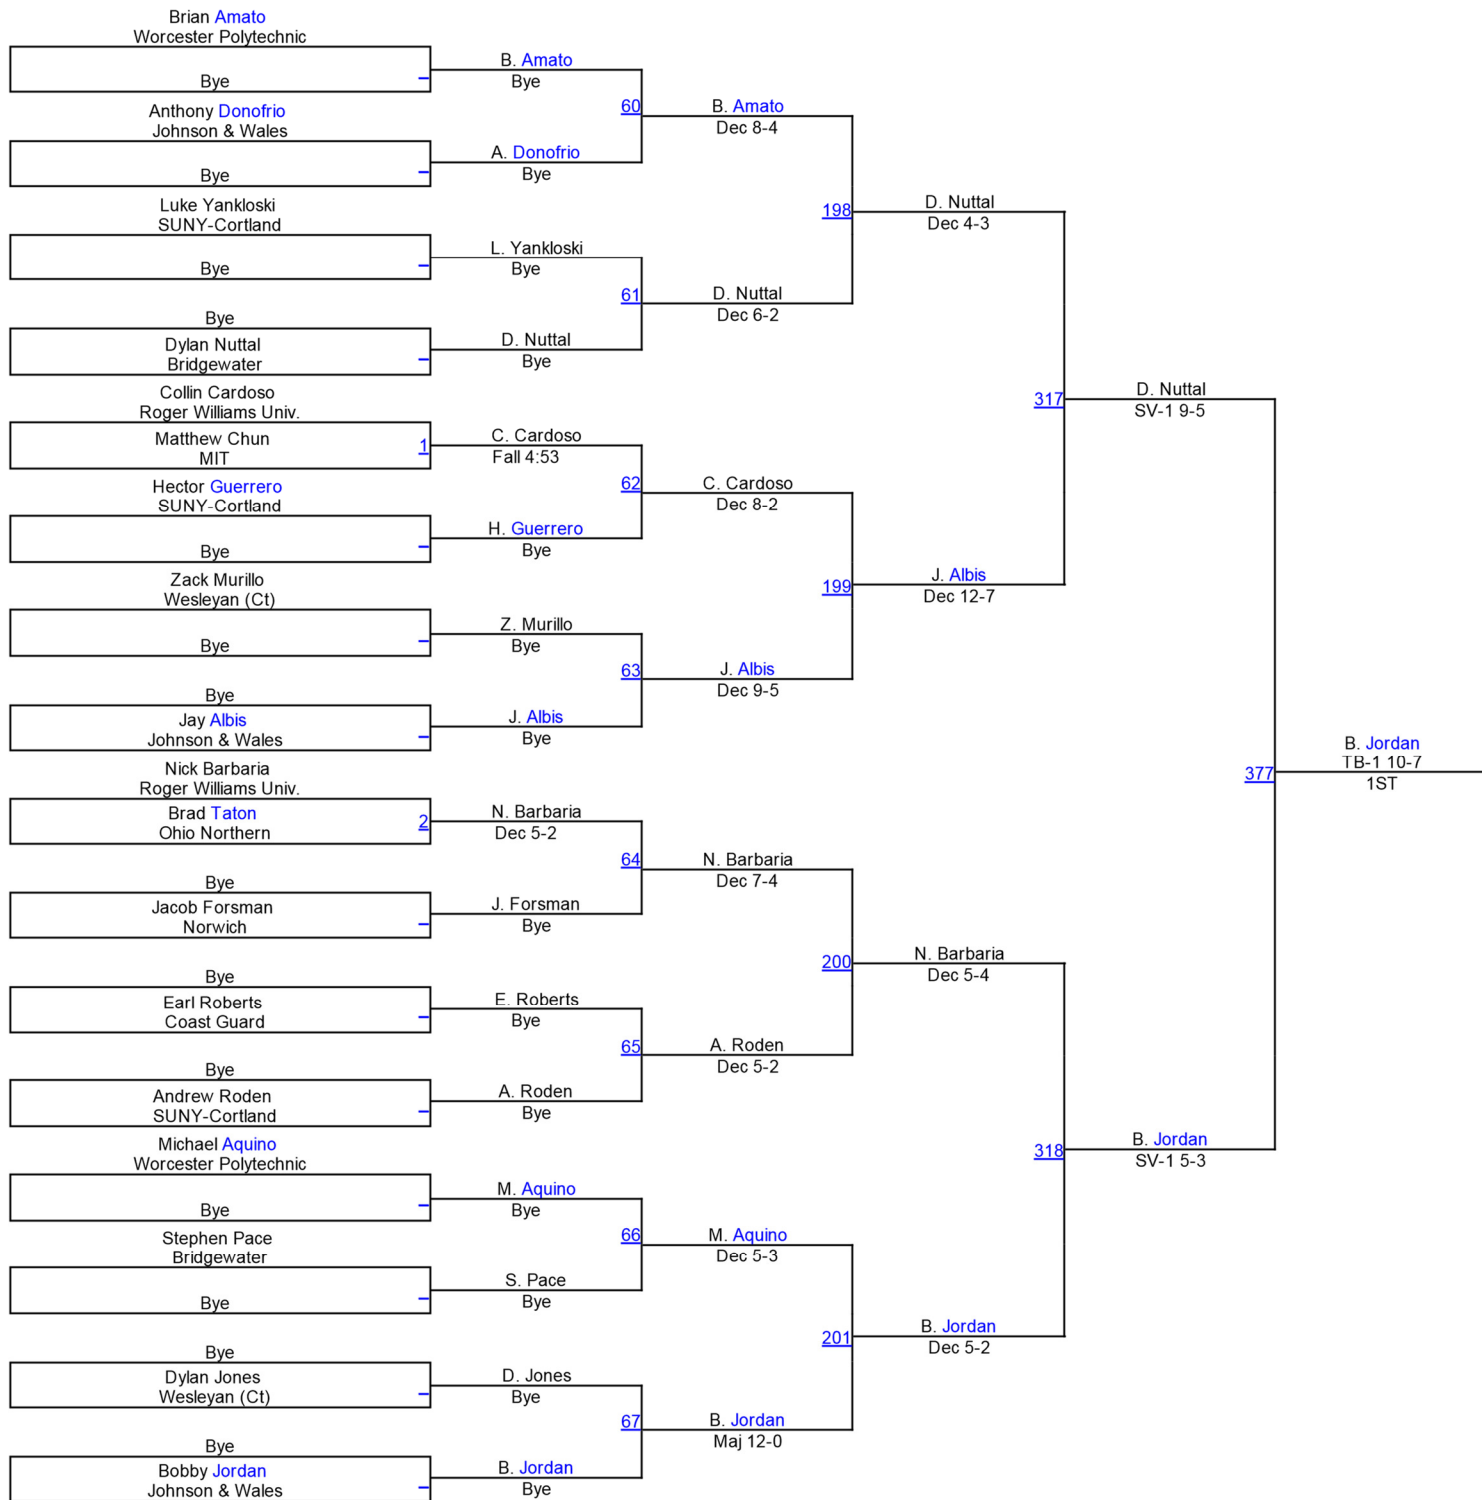 Brian Amato
Worcester Polytechnic
Bye
Anthony Donofrio
Johnson & Wales
Bye
Luke Yankloski
SUNY-Cortland
Bye
Bye
Dylan Nuttal
Bridgewater
Collin Cardoso
Roger Williams Univ.
Matthew Chun
MIT
1
Hector Guerrero
SUNY-Cortland
Bye
Zack Murillo
Wesleyan (Ct)
Bye
Bye
Jay Albis
Johnson & Wales
Nick Barbaria
Roger Williams Univ.
Brad Taton
Ohio Northern
2
Bye
Jacob Forsman
Norwich
Bye
Earl Roberts
Coast Guard
Bye
Andrew Roden
SUNY-Cortland
Michael Aquino
Worcester Polytechnic
Bye
Stephen Pace
Bridgewater
Bye
Bye
Dylan Jones
Wesleyan (Ct)
Bye
Bobby Jordan
Johnson & Wales
B. Amato
Bye
60
A. Donofrio
Bye
L. Yankloski
Bye
61
D. Nuttal
Bye
C. Cardoso
Fall 4:53
62
H. Guerrero
Bye
Z. Murillo
Bye
63
J. Albis
Bye
N. Barbaria
Dec 5-2
64
J. Forsman
Bye
E. Roberts
Bye
65
A. Roden
Bye
M. Aquino
Bye
66
S. Pace
Bye
D. Jones
Bye
67
B. Jordan
Bye
B. Amato
Dec 8-4
198
D. Nuttal
Dec 6-2
C. Cardoso
Dec 8-2
199
J. Albis
Dec 9-5
N. Barbaria
Dec 7-4
200
A. Roden
Dec 5-2
M. Aquino
Dec 5-3
201
B. Jordan
Maj 12-0
D. Nuttal
Dec 4-3
317
J. Albis
Dec 12-7
N. Barbaria
Dec 5-4
318
B. Jordan
Dec 5-2
D. Nuttal
SV-1 9-5
377
B. Jordan
SV-1 5-3
B. Jordan
TB-1 10-7
1ST